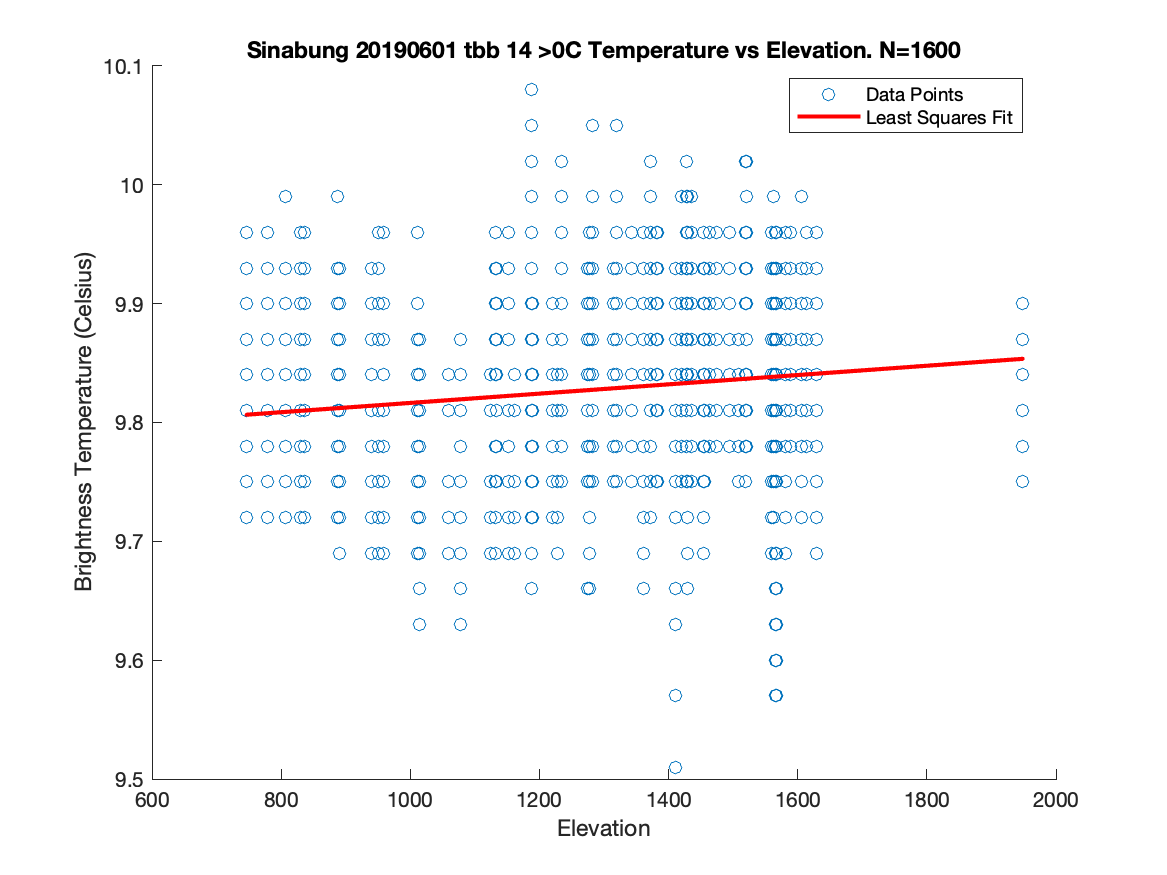 Sinabung 20190601 tbb 14 >0C Temperature vs Elevation. N=1600
Data Points
Least Squares Fit
Brightness Temperature (Celsius)
10.1
10
9.9
9.8
9.7
9.6
9.5
600 800 1000 1200 1400 1600 1800 2000
Elevation